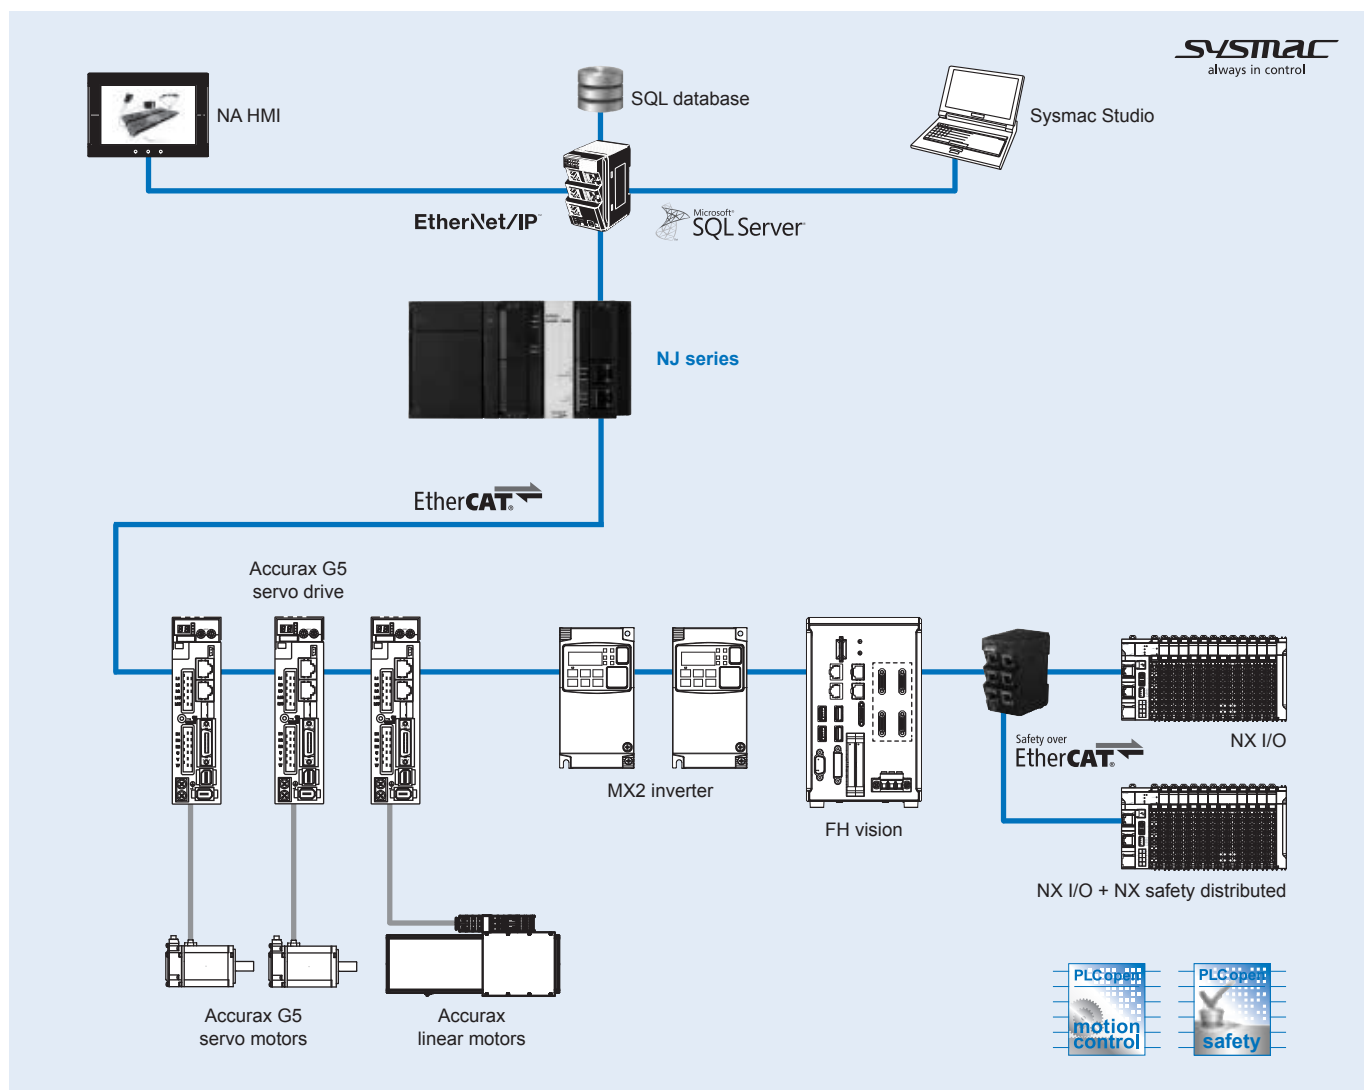 sysmac
always in control
NA HMI
SQL database
Sysmac Studio
EtherNet/IP™
Microsoft®
SQL Server
NJ series
EtherCAT®
Accurax G5
servo drive
MX2 inverter
FH vision
Safety over
EtherCAT®
NX I/O
NX I/O + NX safety distributed
Accurax G5
servo motors
Accurax
linear motors
PLCopen
motion
control
PLCopen
safety